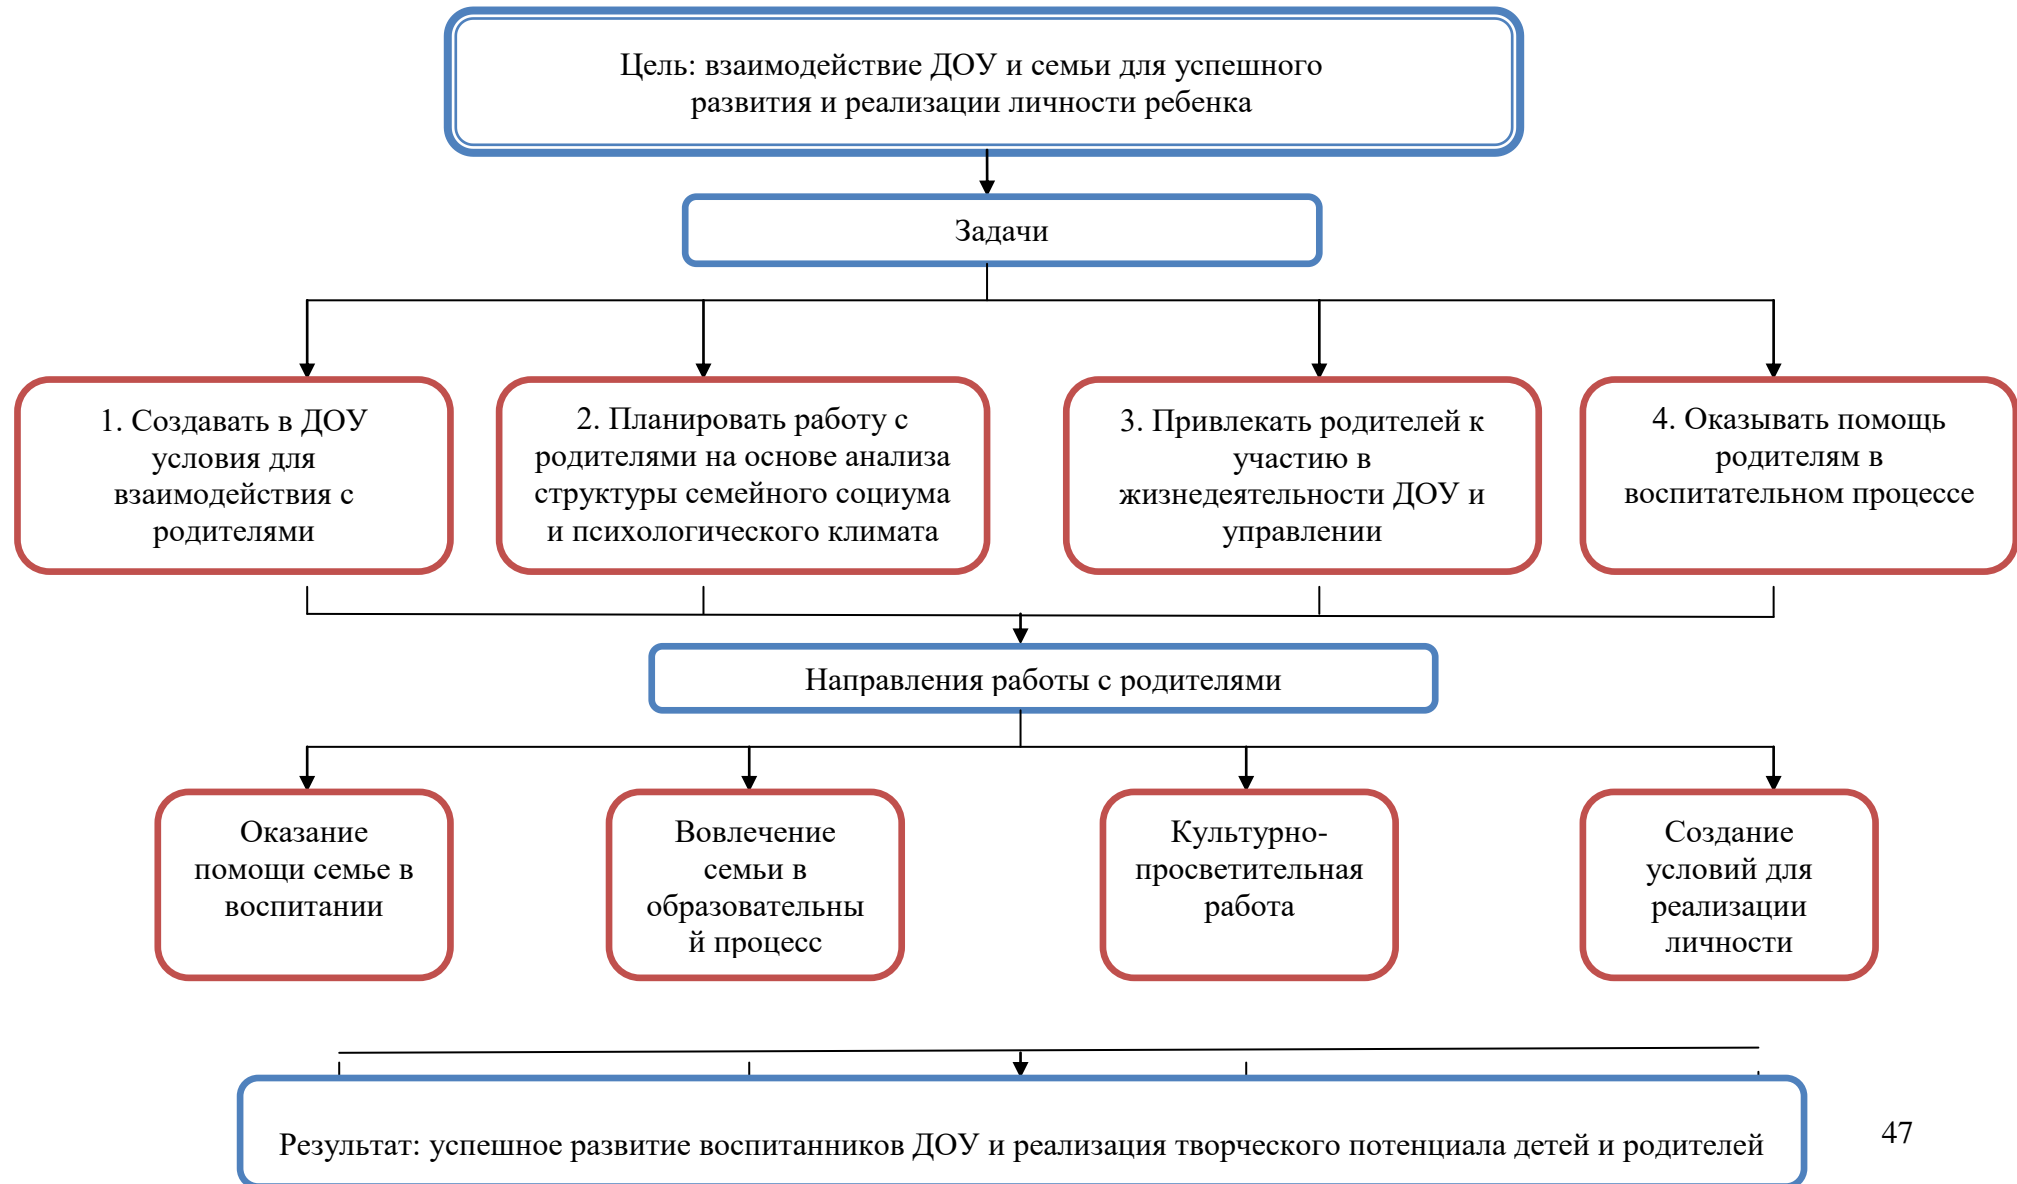 Цель: взаимодействие ДОУ и семьи для успешного
развития и реализации личности ребенка
Задачи
1. Создавать в ДОУ
условия для
взаимодействия с
родителями
2. Планировать работу с
родителями на основе анализа
структуры семейного социума
и психологического климата
3. Привлекать родителей к
участию в
жизнедеятельности ДОУ и
управлении
4. Оказывать помощь
родителям в
воспитательном процессе
Направления работы с родителями
Оказание
помощи семье в
воспитании
Вовлечение
семьи в
образовательны
й процесс
Культурно-
просветительная
работа
Создание
условий для
реализации
личности
Результат: успешное развитие воспитанников ДОУ и реализация творческого потенциала детей и родителей
47